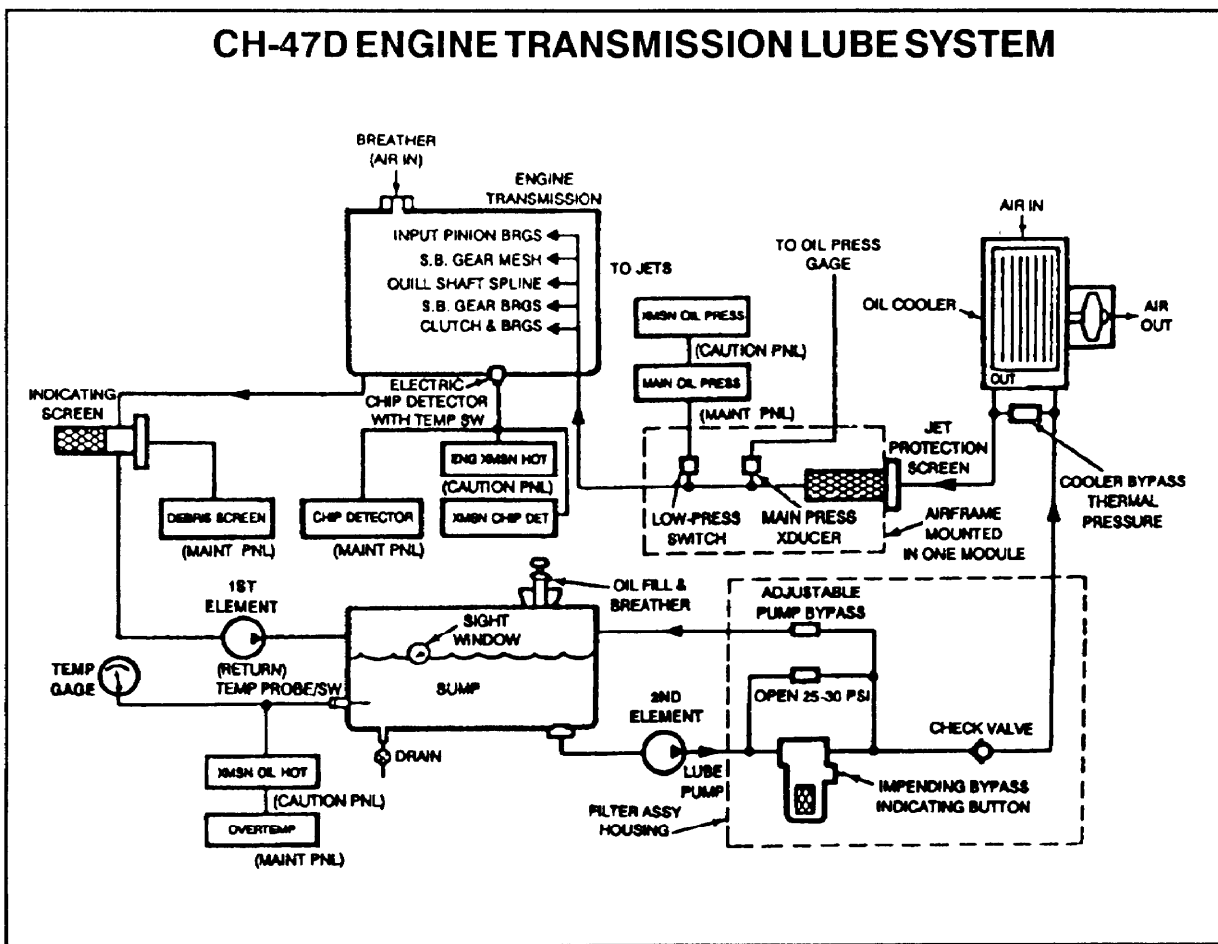 CH-47D ENGINE TRANSMISSION LUBE SYSTEM
BREATHER
(AIR IN)
ENGINE
TRANSMISSION
INPUT PINION BRGS
S.B. GEAR MESH
QUILL SHAFT SPLINE
S.B. GEAR BRGS
CLUTCH & BRGS
TO JETS
TO OIL PRESS
GAGE
AIR IN
OIL COOLER
AIR
OUT
OUT
XMSN OIL PRESS
(CAUTION PNL)
MAIN OIL PRESS
(MAINT PNL)
INDICATING
SCREEN
ELECTRIC
CHIP DETECTOR
WITH TEMP SW
JET
PROTECTION
SCREEN
COOLER BYPASS
THERMAL
PRESSURE
ENG XMSN HOT
(CAUTION PNL)
XMSN CHIP DET
DEBRIS SCREEN
(MAINT PNL)
CHIP DETECTOR
(MAINT PNL)
LOW-PRESS
SWITCH
MAIN PRESS
XDUCER
AIRFRAME
MOUNTED
IN ONE MODULE
1ST
ELEMENT
(RETURN)
OIL FILL &
BREATHER
SIGHT
WINDOW
ADJUSTABLE
PUMP BYPASS
TEMP
GAGE
TEMP PROBE/SW
SUMP
OPEN 25-30 PSI
2ND
ELEMENT
CHECK VALVE
DRAIN
LUBE
PUMP
XMSN OIL HOT
(CAUTION PNL)
OVERTEMP
(MAINT PNL)
FILTER ASSY
HOUSING
IMPENDING BYPASS
INDICATING BUTTON